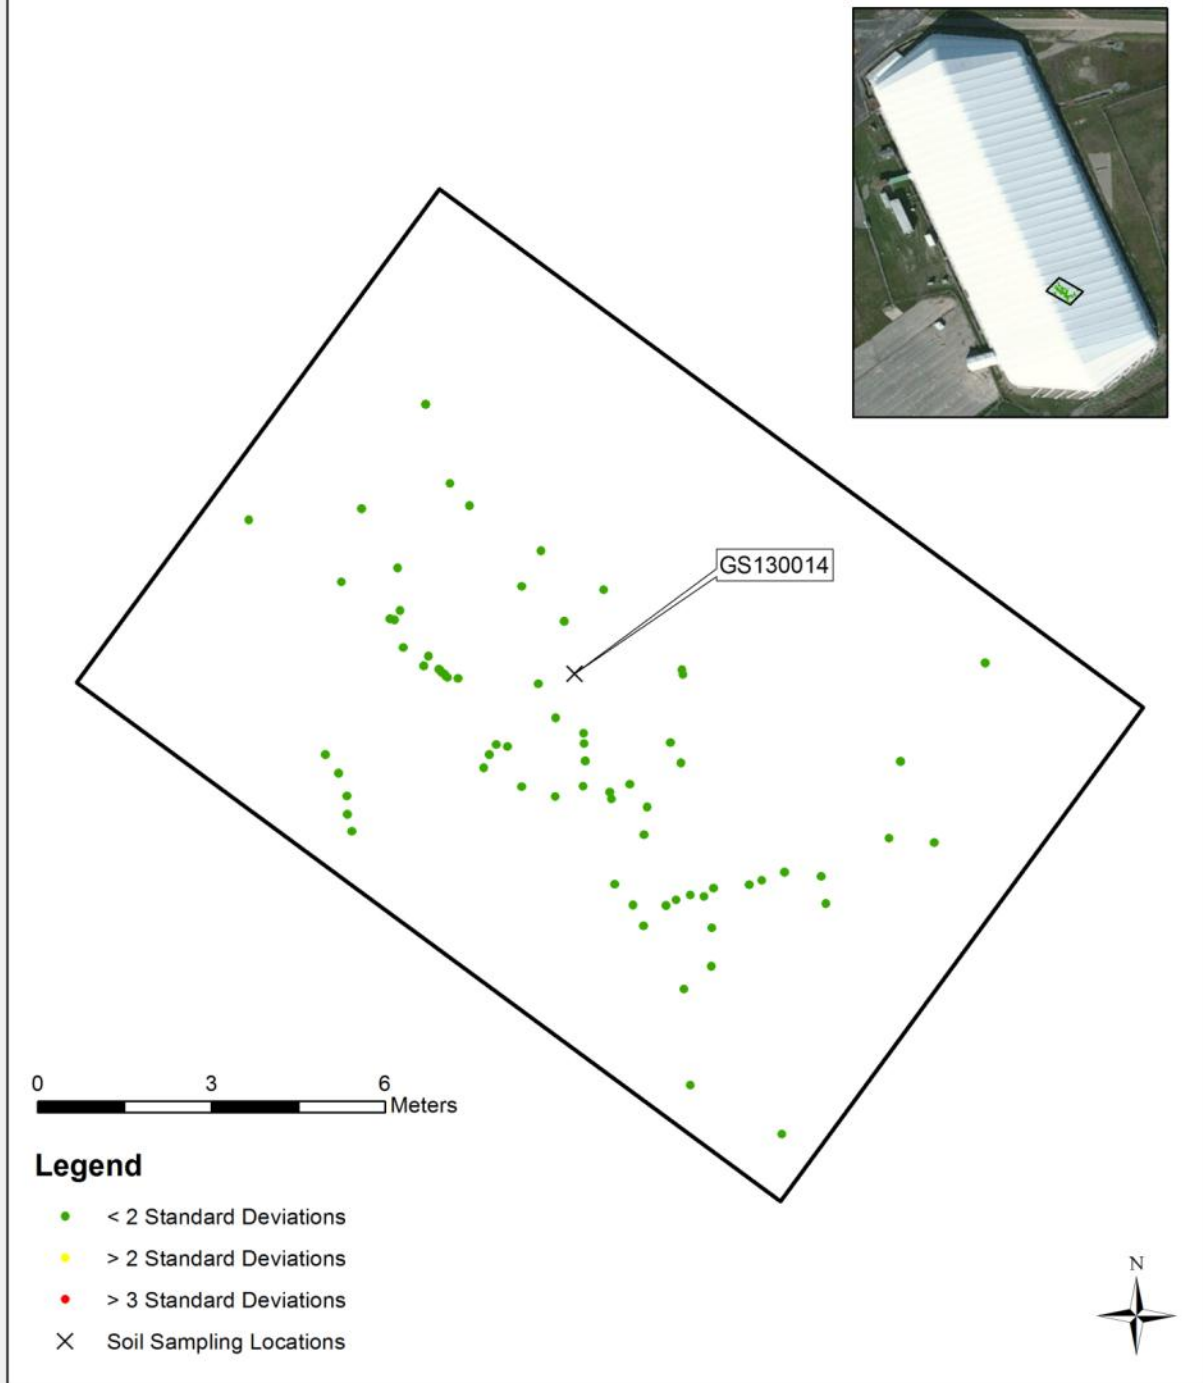 GS130014
0 3 6
Meters
Legend
< 2 Standard Deviations
> 2 Standard Deviations
> 3 Standard Deviations
Soil Sampling Locations
N